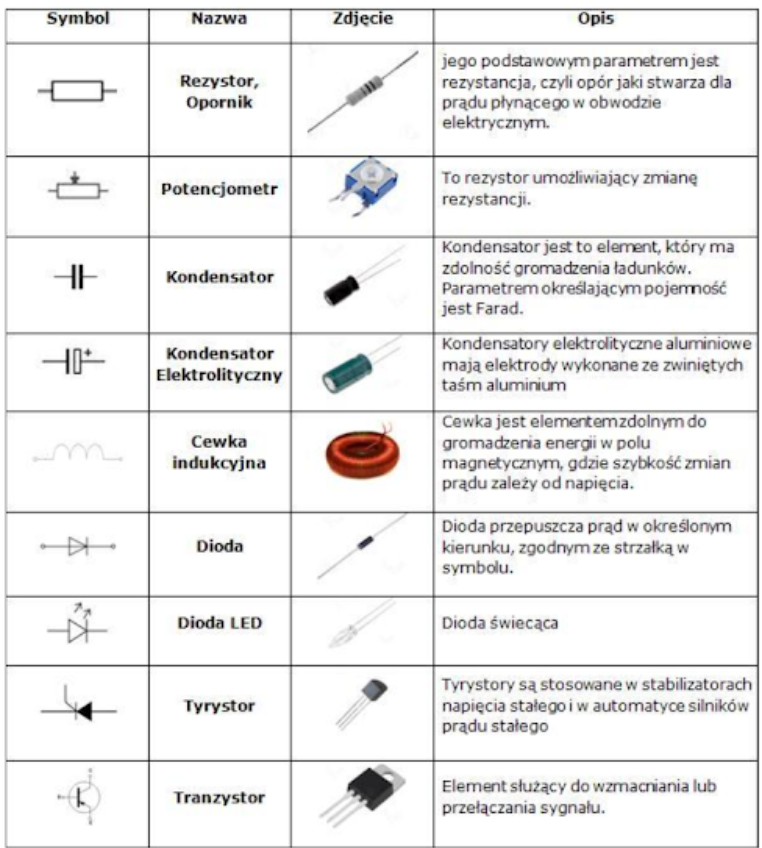 Symbol Nazwa Zdjęcie Opis
Rezystor,
Opornik
jego podstawowym parametrem jest
rezystancja, czyli opór jaki stwarza dla
prądu płynącego w obwodzie
elektrycznym.
Potencjometr
To rezystor umożliwiający zmianę
rezystancji.
Kondensator
Kondensator jest to element, który ma
zdolność gromadzenia ładunków.
Parametrem określającym pojemność
jest Farad.
+
Kondensator
Elektrolityczny
Kondensatory elektrolityczne aluminiowe
mają elektrody wykonane ze zwiniętych
taśm aluminium
Cewka
indukcyjna
Cewka jest elementem zdolnym do
gromadzenia energii w polu
magnetycznym, gdzie szybkość zmian
prądu zależy od napięcia.
Dioda
Dioda przepuszcza prąd w określonym
kierunku, zgodnym ze strzałką w
symbolu.
Dioda LED
Dioda świecąca
Tyrystor
Tyrystory są stosowane w stabilizatorach
napięcia stałego i w automatyce silników
prądu stałego
Tranzystor
Element służący do wzmacniania lub
przełączania sygnału.